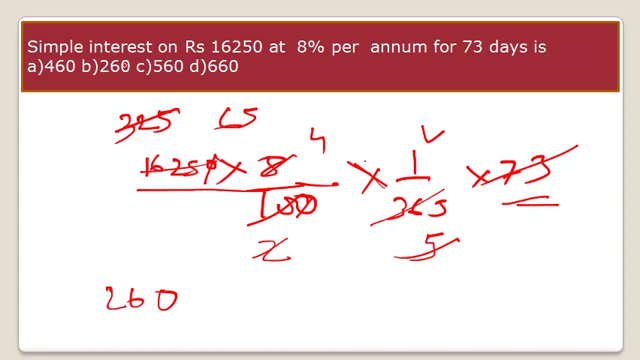 Simple interest on Rs 16250 at 8% per annum for 73 days is
a)460 b)260 c)560 d)660
325 65
16250 × 8 4 × 1 × 73
100 365
2 5
260